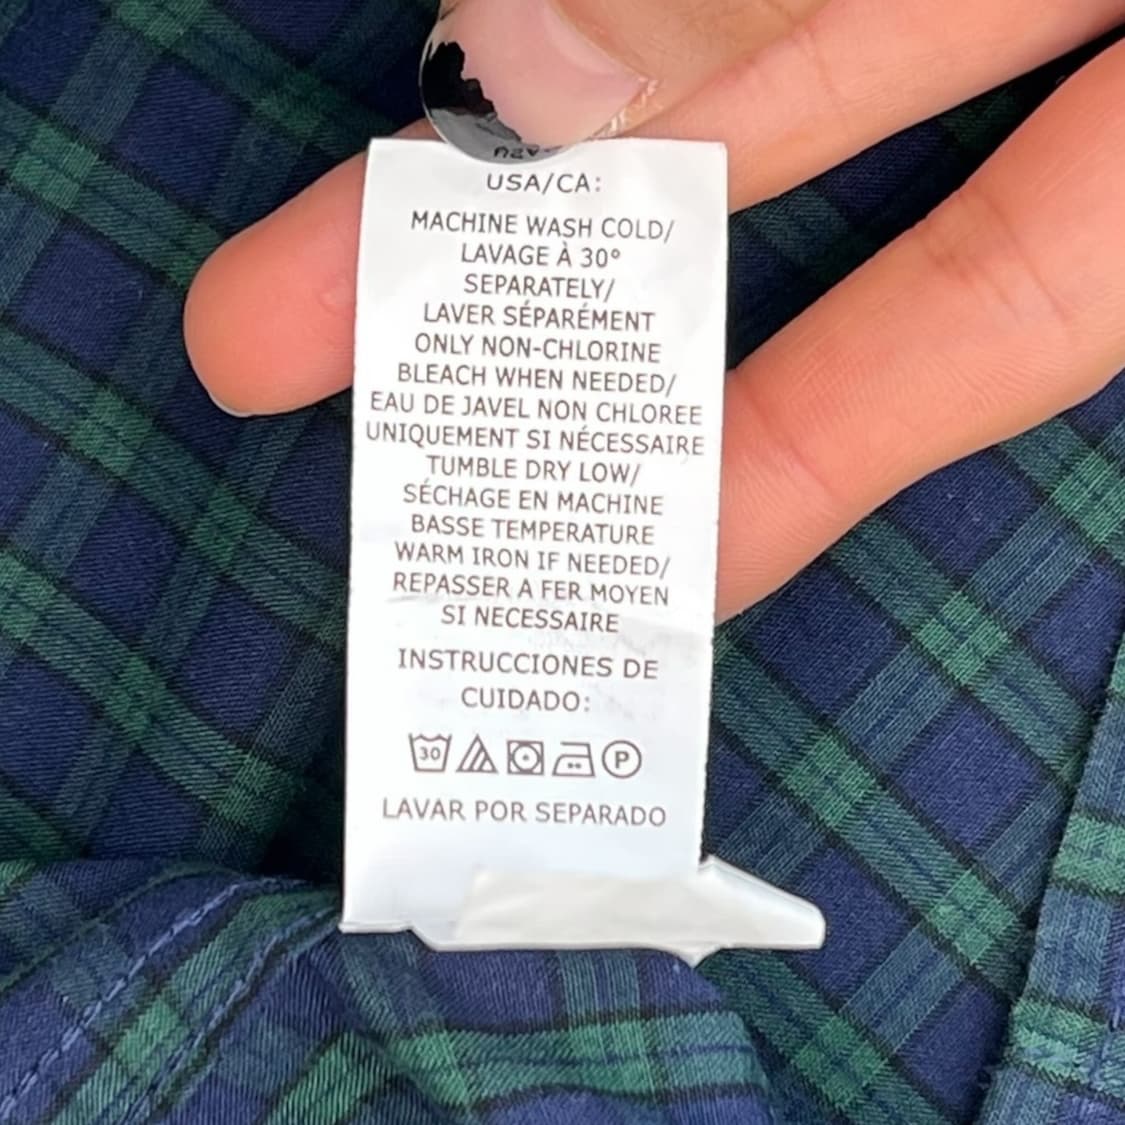 USA/CA:
MACHINE WASH COLD/
LAVAGE À 30°
SEPARATELY/
LAVER SÉPARÉMENT
ONLY NON-CHLORINE
BLEACH WHEN NEEDED/
EAU DE JAVEL NON CHLOREE
UNIQUEMENT SI NÉCESSAIRE
TUMBLE DRY LOW/
SÉCHAGE EN MACHINE
BASSE TEMPERATURE
WARM IRON IF NEEDED/
REPASSER A FER MOYEN
SI NECESSAIRE
INSTRUCCIONES DE
CUIDADO:
30 P
LAVAR POR SEPARADO